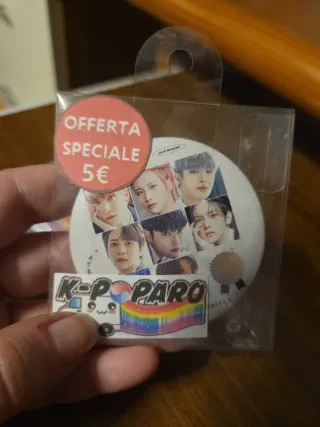 OFFERTA
SPECIALE
5€
K-POPARO